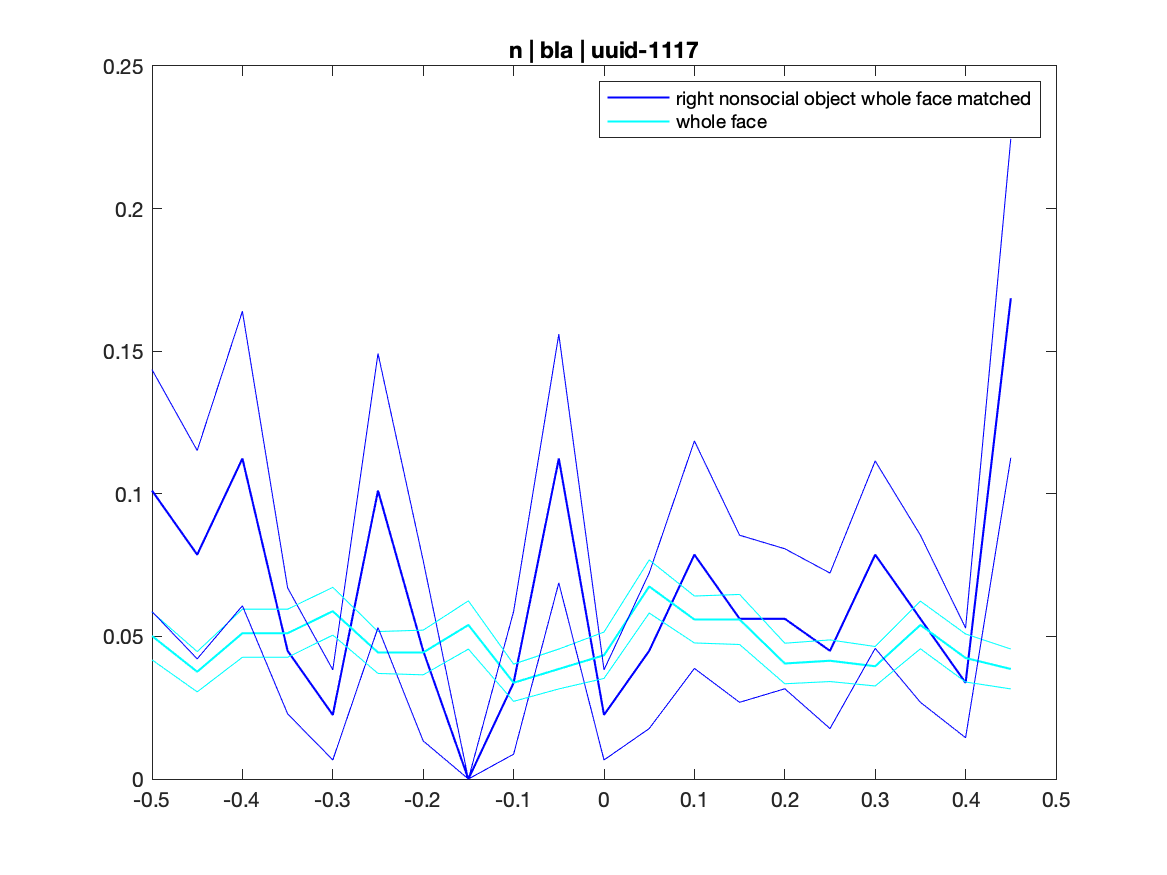 n | bla | uuid-1117
right nonsocial object whole face matched
whole face
0.25
0.2
0.15
0.1
0.05
0
-0.5 -0.4 -0.3 -0.2 -0.1 0 0.1 0.2 0.3 0.4 0.5